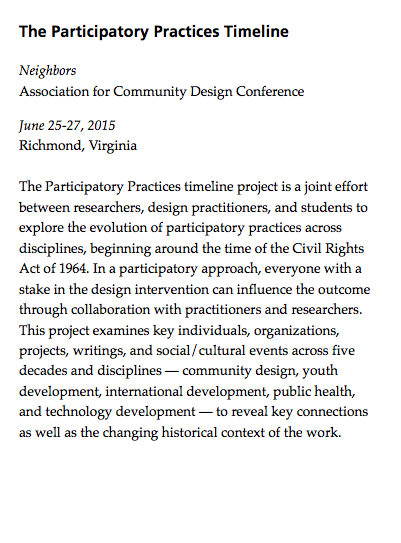 The Participatory Practices Timeline
Neighbors
Association for Community Design Conference
June 25-27, 2015
Richmond, Virginia
The Participatory Practices timeline project is a joint effort
between researchers, design practitioners, and students to
explore the evolution of participatory practices across
disciplines, beginning around the time of the Civil Rights
Act of 1964. In a participatory approach, everyone with a
stake in the design intervention can influence the outcome
through collaboration with practitioners and researchers.
This project examines key individuals, organizations,
projects, writings, and social/cultural events across five
decades and disciplines — community design, youth
development, international development, public health,
and technology development — to reveal key connections
as well as the changing historical context of the work.